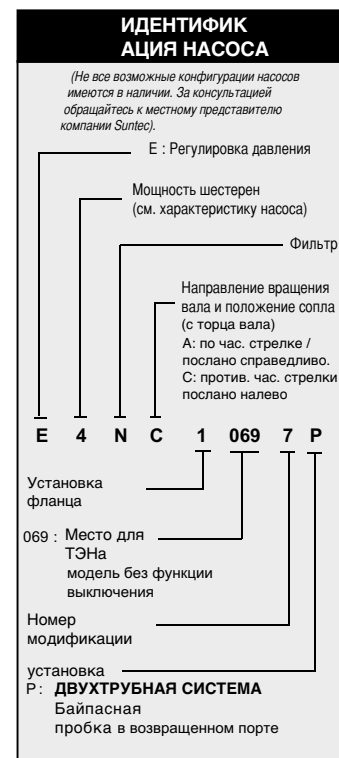 ИДЕНТИФИК
АЦИЯ НАСОСА
(Не все возможные конфигурации насосов
имеются в наличии. За консультацией
обращайтесь к местному представителю
компании Suntec).
E : Регулировка давления
Мощность шестерен
(см. характеристику насоса)
Фильтр
Направление вращения
вала и положение сопла
(с торца вала)
A: по час. стрелке /
послано справедливо.
C: против. час. стрелки
послано налево
E 4 N C 1 069 7 P
Установка
фланца
069 : Место для
ТЭНа
модель без функции
выключения
Номер
модификации
установка
P : ДВУХТРУБНАЯ СИСТЕМА
Байпасная
пробка в возвращенном порте